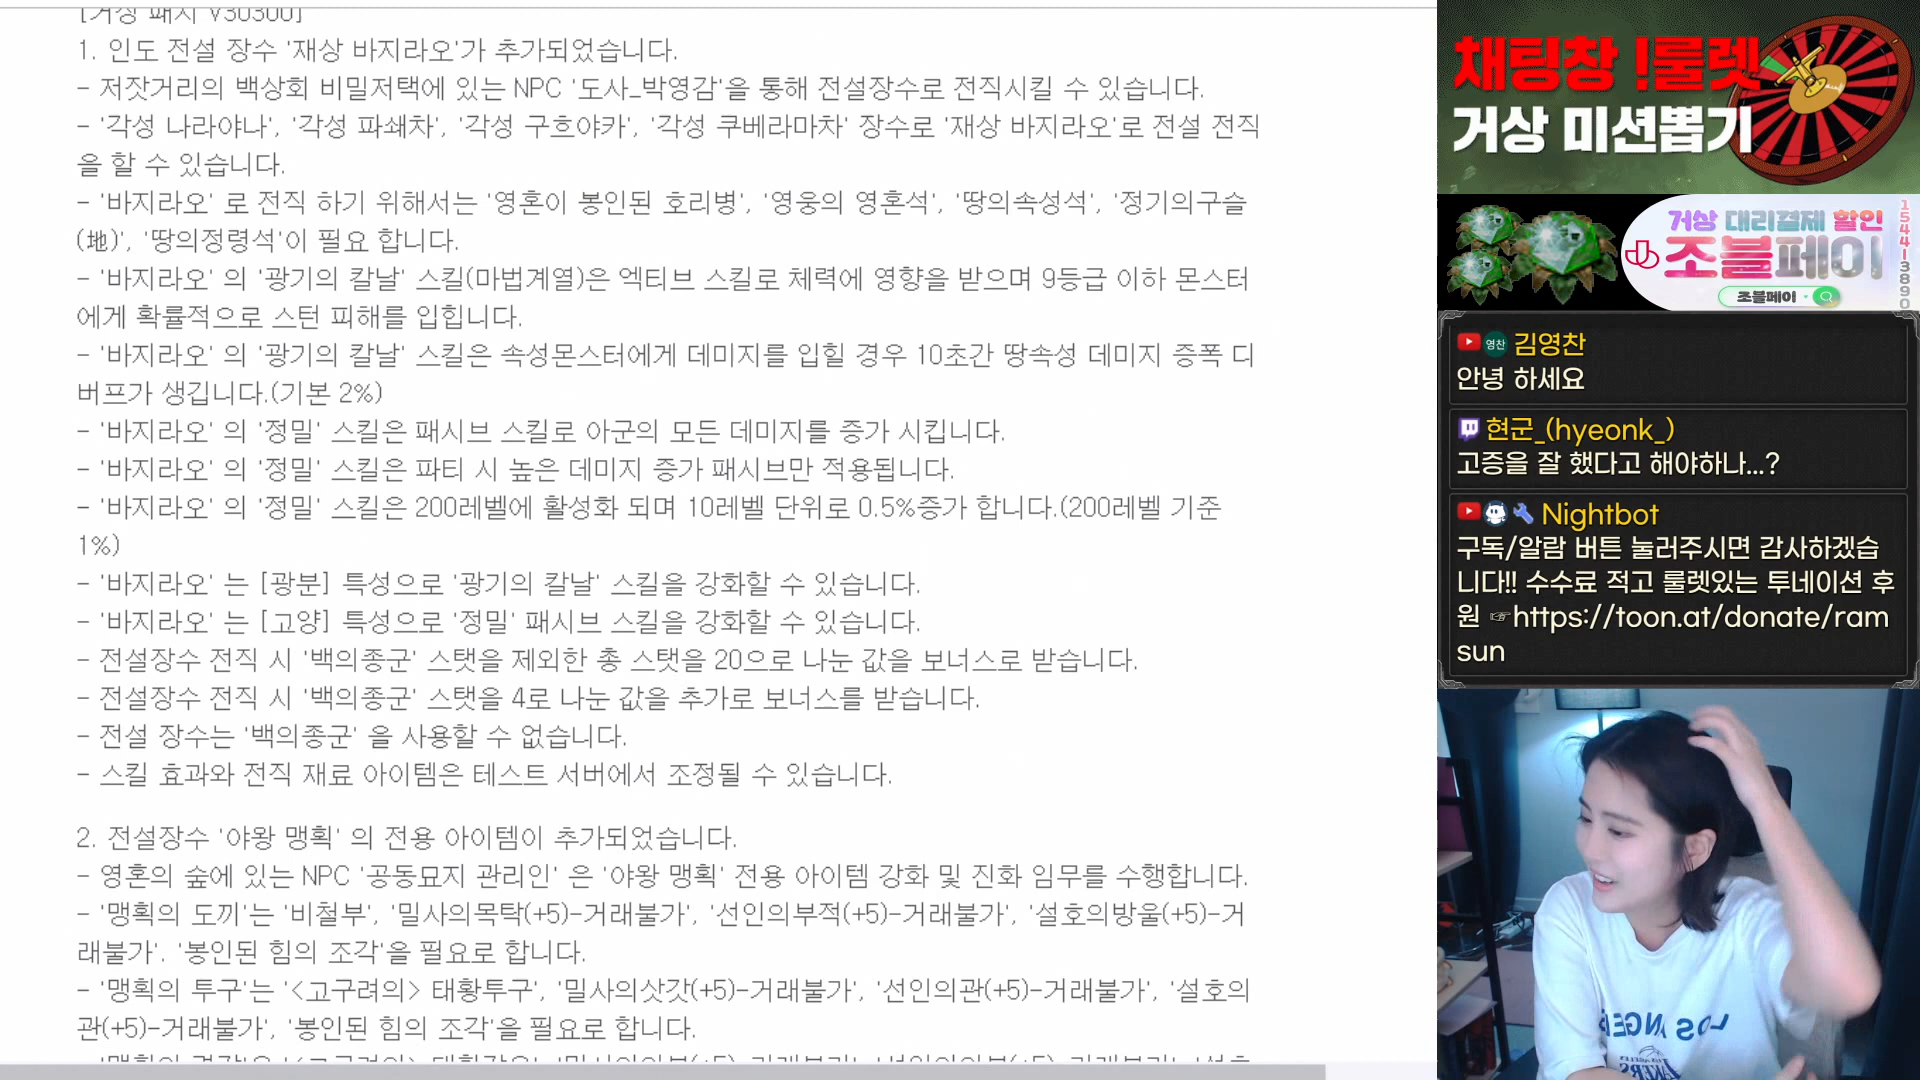 [거상 패치 V30300]
1. 인도 전설 장수 '재상 바지라오'가 추가되었습니다.
- 저잣거리의 백상회 비밀저택에 있는 NPC '도사_박영감'을 통해 전설장수로 전직시킬 수 있습니다.
- '각성 나라야나', '각성 파쇄차', '각성 구흐야카', '각성 쿠베라마차' 장수로 '재상 바지라오'로 전설 전직
을 할 수 있습니다.
- '바지라오' 로 전직 하기 위해서는 '영혼이 봉인된 호리병', '영웅의 영혼석', '땅의속성석', '정기의구슬
(地)', '땅의정령석'이 필요 합니다.
- '바지라오' 의 '광기의 칼날' 스킬(마법계열)은 엑티브 스킬로 체력에 영향을 받으며 9등급 이하 몬스터
에게 확률적으로 스턴 피해를 입힙니다.
- '바지라오' 의 '광기의 칼날' 스킬은 속성몬스터에게 데미지를 입힐 경우 10초간 땅속성 데미지 증폭 디
버프가 생깁니다.(기본 2%)
- '바지라오' 의 '정밀' 스킬은 패시브 스킬로 아군의 모든 데미지를 증가 시킵니다.
- '바지라오' 의 '정밀' 스킬은 파티 시 높은 데미지 증가 패시브만 적용됩니다.
- '바지라오' 의 '정밀' 스킬은 200레벨에 활성화 되며 10레벨 단위로 0.5%증가 합니다.(200레벨 기준
1%)
- '바지라오' 는 [광분] 특성으로 '광기의 칼날' 스킬을 강화할 수 있습니다.
- '바지라오' 는 [고양] 특성으로 '정밀' 패시브 스킬을 강화할 수 있습니다.
- 전설장수 전직 시 '백의종군' 스탯을 제외한 총 스탯을 20으로 나눈 값을 보너스로 받습니다.
- 전설장수 전직 시 '백의종군' 스탯을 4로 나눈 값을 추가로 보너스를 받습니다.
- 전설 장수는 '백의종군' 을 사용할 수 없습니다.
- 스킬 효과와 전직 재료 아이템은 테스트 서버에서 조정될 수 있습니다.
2. 전설장수 '야왕 맹획' 의 전용 아이템이 추가되었습니다.
- 영혼의 숲에 있는 NPC '공동묘지 관리인' 은 '야왕 맹획' 전용 아이템 강화 및 진화 임무를 수행합니다.
- '맹획의 도끼'는 '비철부', '밀사의목탁(+5)-거래불가', '선인의부적(+5)-거래불가', '설호의방울(+5)-거
래불가'. '봉인된 힘의 조각'을 필요로 합니다.
- '맹획의 투구'는 '<고구려의> 태황투구', '밀사의삿갓(+5)-거래불가', '선인의관(+5)-거래불가', '설호의
관(+5)-거래불가', '봉인된 힘의 조각'을 필요로 합니다.
채팅창 !룰렛
거상 미션뽑기
거상 대리결제 할인
조블페이
조블페이
1544-3890
영찬 김영찬
안녕 하세요
현군_(hyeonk_)
고증을 잘 했다고 해야하나...?
Nightbot
구독/알람 버튼 눌러주시면 감사하겠습
니다!! 수수료 적고 룰렛있는 투네이션 후
원 ☞https://toon.at/donate/ram
sun
LOS ANGELES
LAKERS